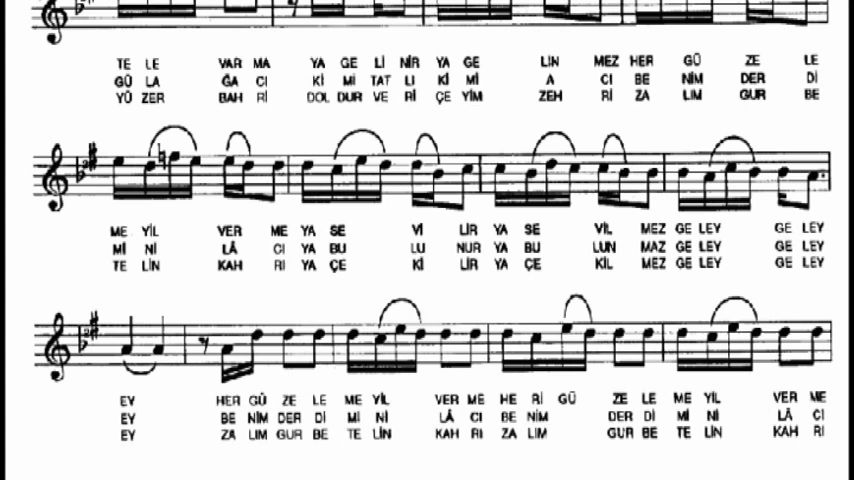 TE LE VAR MA YA GE Lİ NİR YA GE LİN MEZ HER GÜ ZE LE
GÜ LA ĞA CI Kİ Mİ TAT LI Kİ Mİ A CI BE NİM DER Dİ
YÜ ZER BAH Rİ DOL DUR VE Rİ ÇE YİM ZEH Rİ ZA LIM GUR BE
ME YİL VER ME YA SE Vİ LİR YA SE VİL MEZ GE LEY GE LEY
Mİ Nİ LÂ CI YA BU LU NUR YA BU LUN MAZ GE LEY GE LEY
TE LİN KAH RI YA ÇE Kİ LİR YA ÇE KİL MEZ GE LEY GE LEY
EY HER GÜ ZE LE ME YİL VER ME HE Rİ GÜ ZE LE ME YİL VER ME
EY BE NİM DER Dİ Mİ Nİ LÂ CI BE NİM DER Dİ Mİ Nİ LÂ CI
EY ZA LIM GUR BE TE LİN KAH RI ZA LIM GUR BE TE LİN KAH RI